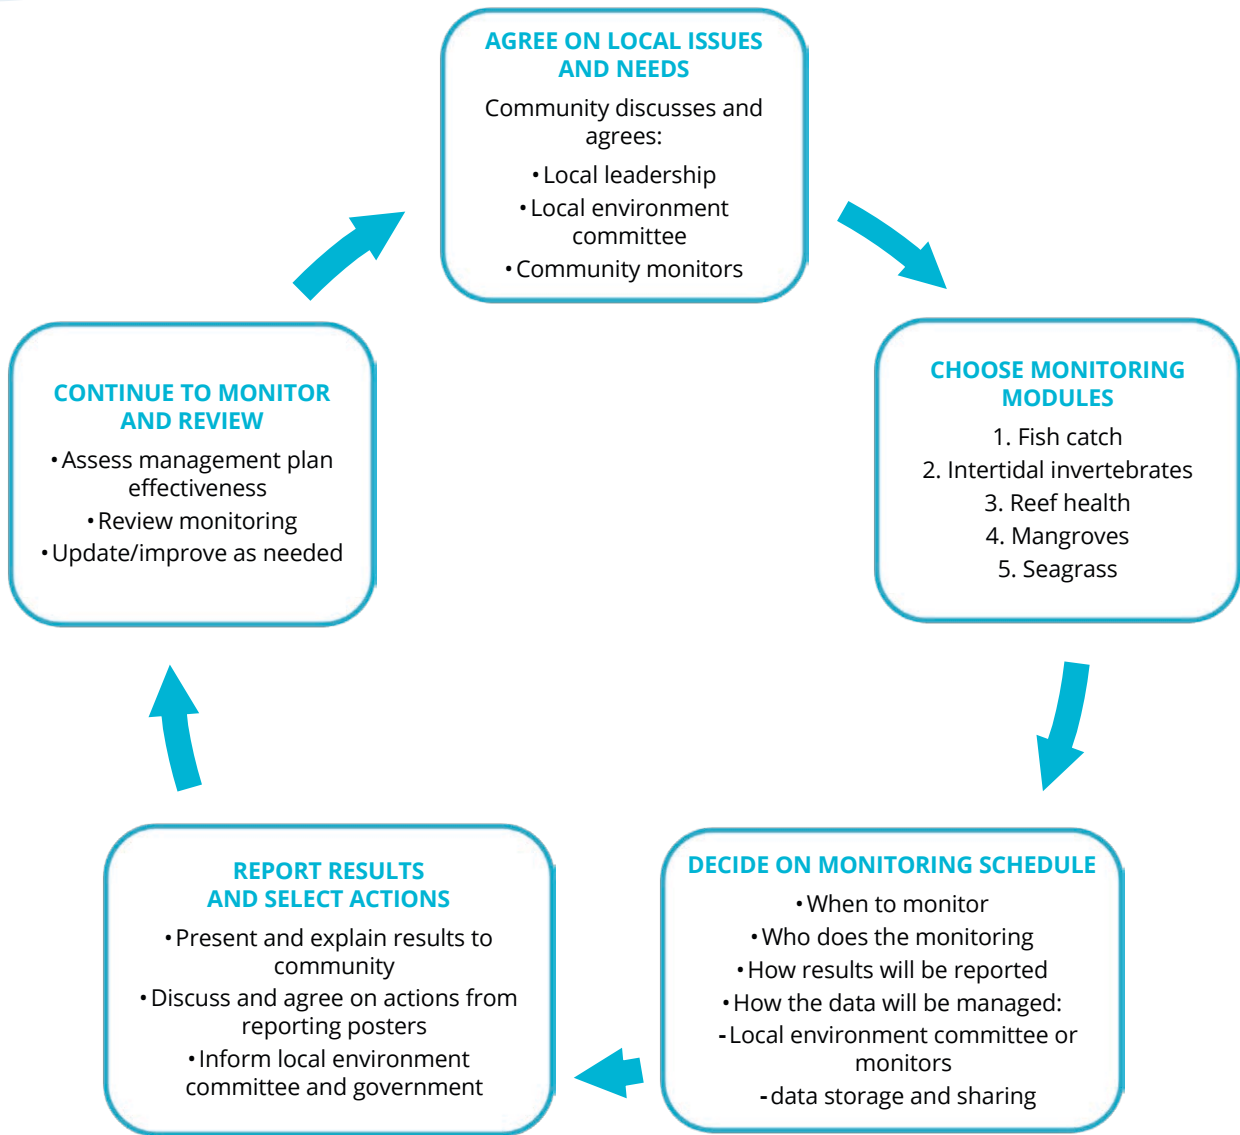 AGREE ON LOCAL ISSUES
AND NEEDS
Community discusses and
agrees:
• Local leadership
• Local environment
committee
• Community monitors
CHOOSE MONITORING
MODULES
1. Fish catch
2. Intertidal invertebrates
3. Reef health
4. Mangroves
5. Seagrass
DECIDE ON MONITORING SCHEDULE
• When to monitor
• Who does the monitoring
• How results will be reported
• How the data will be managed:
- Local environment committee or
monitors
- data storage and sharing
REPORT RESULTS
AND SELECT ACTIONS
• Present and explain results to
community
• Discuss and agree on actions from
reporting posters
• Inform local environment
committee and government
CONTINUE TO MONITOR
AND REVIEW
• Assess management plan
effectiveness
• Review monitoring
• Update/improve as needed